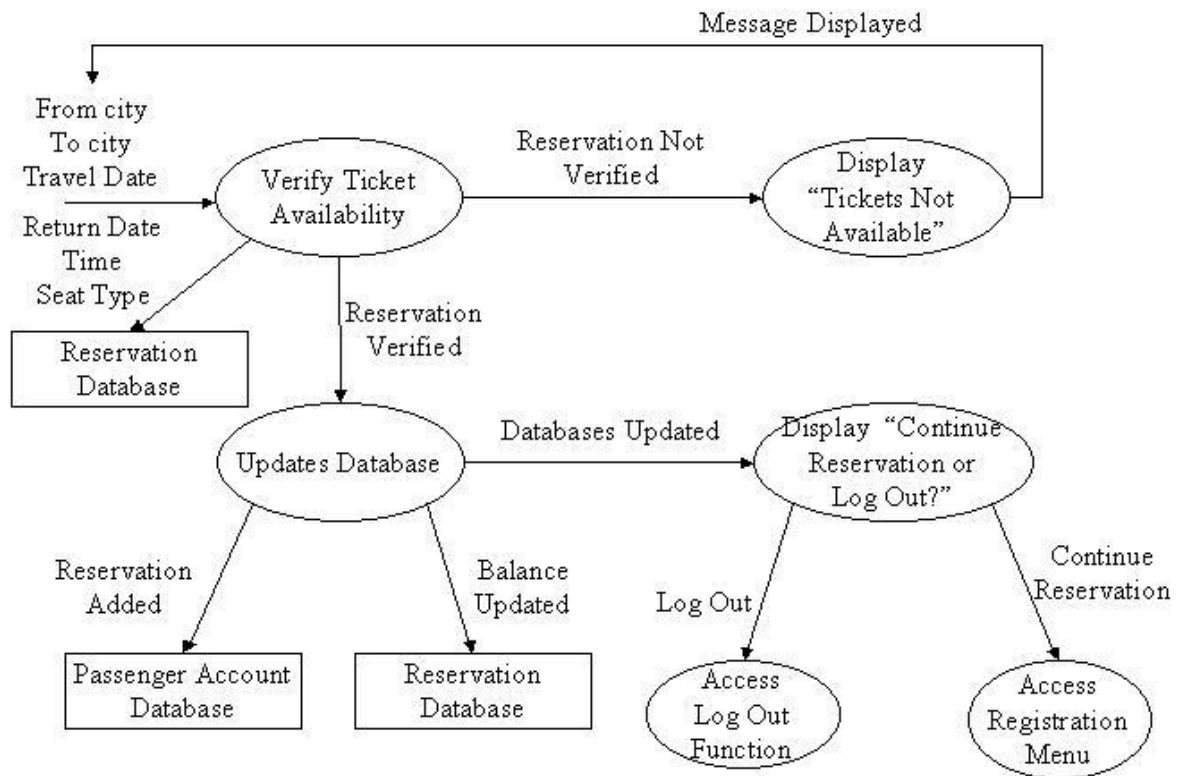 Message Displayed
From city
To city
Travel Date
Return Date
Time
Seat Type
Verify Ticket
Availability
Reservation Not
Verified
Display
“Tickets Not
Available”
Reservation
Database
Reservation
Verified
Updates Database
Databases Updated
Display “Continue
Reservation or
Log Out?”
Reservation
Added
Balance
Updated
Log Out
Continue
Reservation
Passenger Account
Database
Reservation
Database
Access
Log Out
Function
Access
Registration
Menu